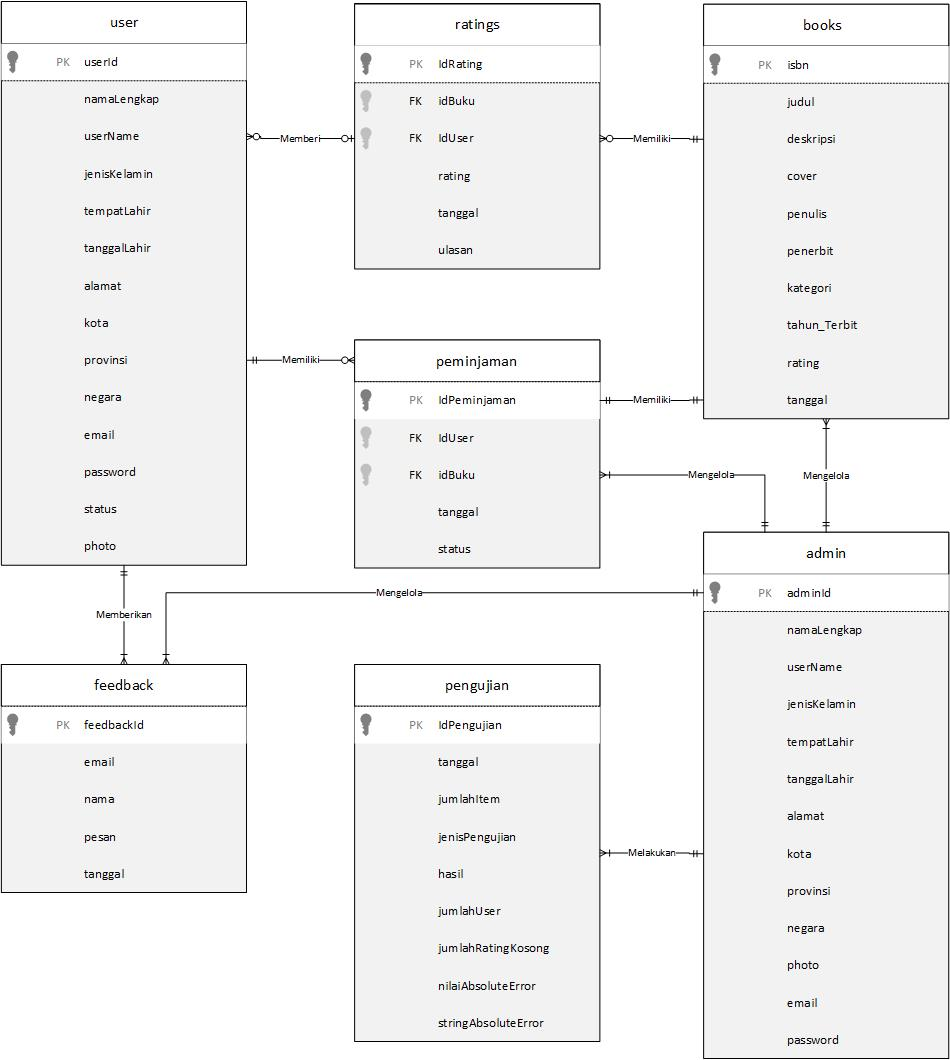 user
PK userId
namaLengkap
userName
jenisKelamin
tempatLahir
tanggalLahir
alamat
kota
provinsi
negara
email
password
status
photo
Memberi
ratings
PK IdRating
FK idBuku
FK IdUser
rating
tanggal
ulasan
Memiliki
books
PK isbn
judul
deskripsi
cover
penulis
penerbit
kategori
tahun_Terbit
rating
tanggal
Memiliki
peminjaman
PK IdPeminjaman
FK IdUser
FK idBuku
tanggal
status
Memiliki
Mengelola
Mengelola
Memberikan
Mengelola
feedback
PK feedbackId
email
nama
pesan
tanggal
pengujian
PK IdPengujian
tanggal
jumlahItem
jenisPengujian
hasil
jumlahUser
jumlahRatingKosong
nilaiAbsoluteError
stringAbsoluteError
Melakukan
admin
PK adminId
namaLengkap
userName
jenisKelamin
tempatLahir
tanggalLahir
alamat
kota
provinsi
negara
photo
email
password